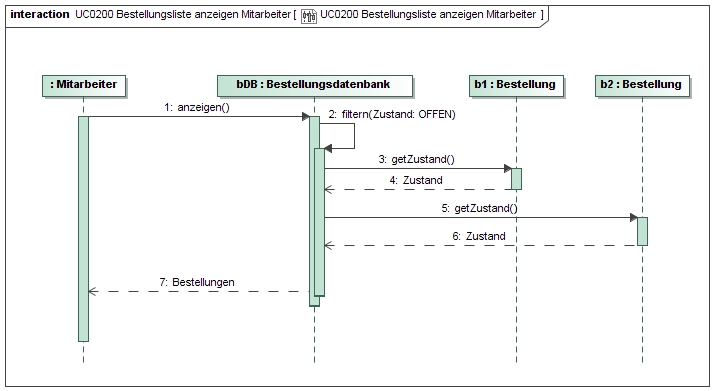 interaction UC0200 Bestellungsliste anzeigen Mitarbeiter [ UC0200 Bestellungsliste anzeigen Mitarbeiter ]
: Mitarbeiter
bDB : Bestellungsdatenbank
b1 : Bestellung
b2 : Bestellung
1: anzeigen()
2: filtern(Zustand: OFFEN)
3: getZustand()
4: Zustand
5: getZustand()
6: Zustand
7: Bestellungen